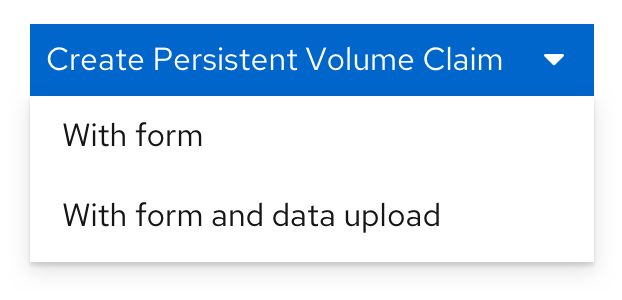 Create Persistent Volume Claim
With form
With form and data upload